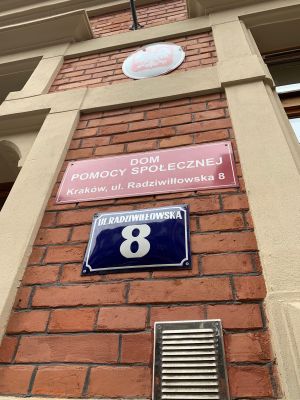 DOM
POMOCY SPOŁECZNEJ
Kraków, ul. Radziwiłłowska 8
UL.RADZIWIŁŁOWSKA
8